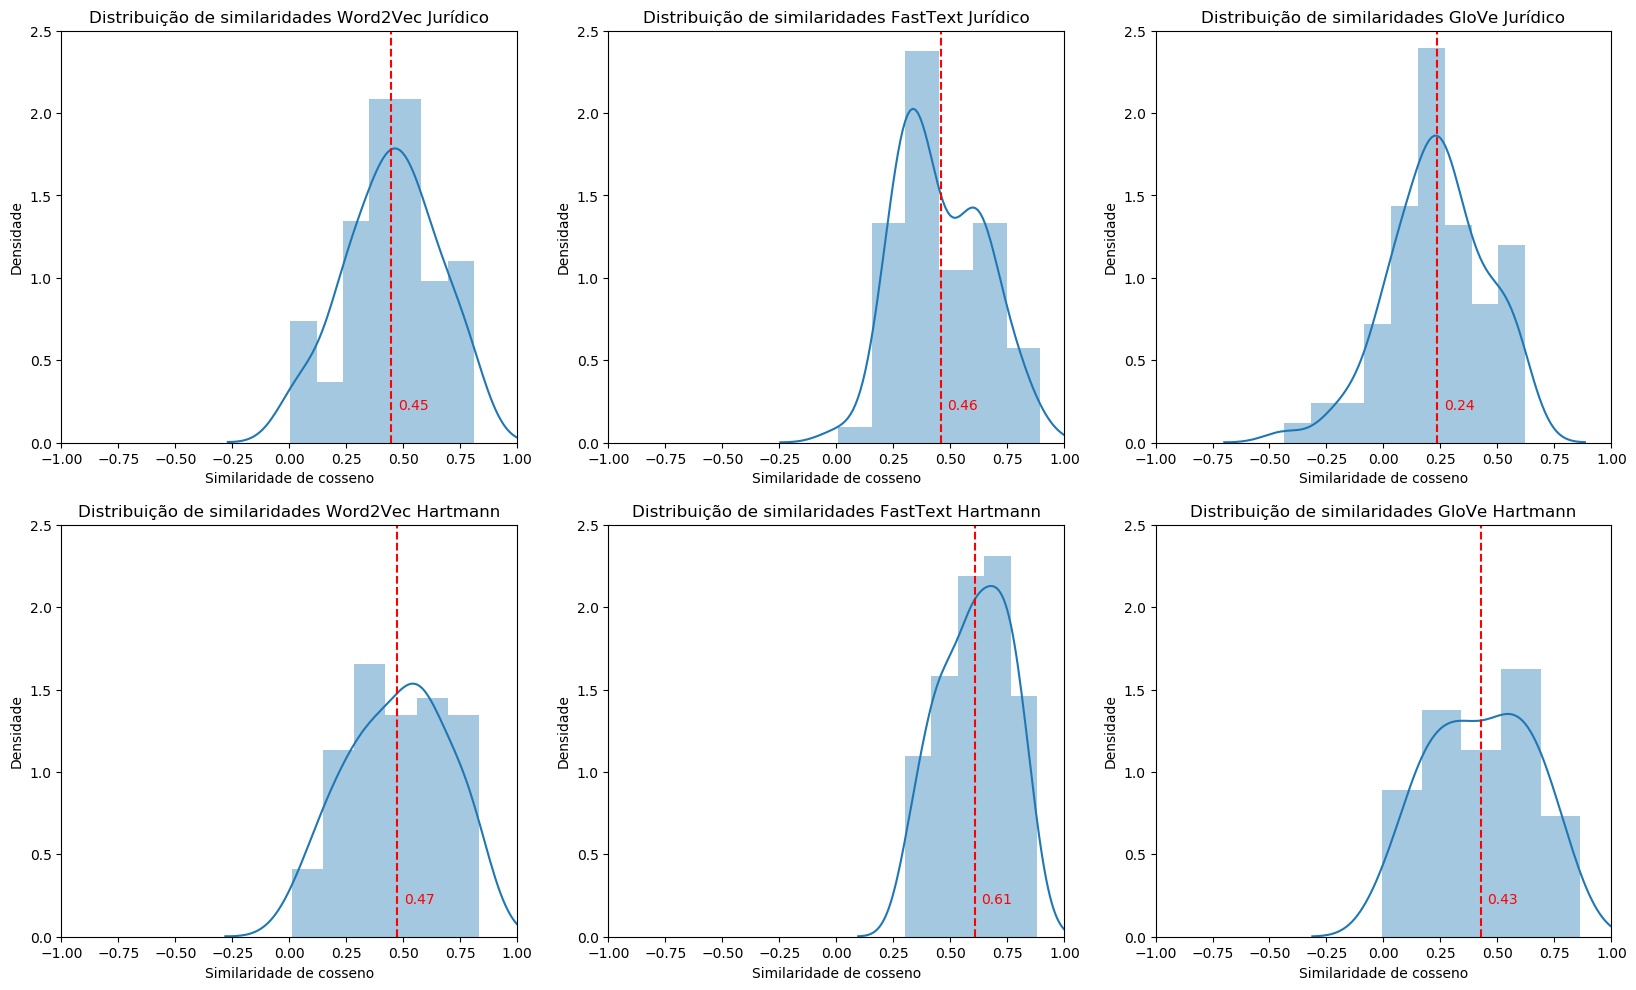 Distribuição de similaridades Word2Vec Jurídico
2.5
2.0
1.5
1.0
0.5
0.0
Densidade
0.45
−1.00 −0.75 −0.50 −0.25 0.00 0.25 0.50 0.75 1.00
Similaridade de cosseno
Distribuição de similaridades FastText Jurídico
2.5
2.0
1.5
1.0
0.5
0.0
Densidade
0.46
−1.00 −0.75 −0.50 −0.25 0.00 0.25 0.50 0.75 1.00
Similaridade de cosseno
Distribuição de similaridades GloVe Jurídico
2.5
2.0
1.5
1.0
0.5
0.0
Densidade
0.24
−1.00 −0.75 −0.50 −0.25 0.00 0.25 0.50 0.75 1.00
Similaridade de cosseno
Distribuição de similaridades Word2Vec Hartmann
2.5
2.0
1.5
1.0
0.5
0.0
Densidade
0.47
−1.00 −0.75 −0.50 −0.25 0.00 0.25 0.50 0.75 1.00
Similaridade de cosseno
Distribuição de similaridades FastText Hartmann
2.5
2.0
1.5
1.0
0.5
0.0
Densidade
0.61
−1.00 −0.75 −0.50 −0.25 0.00 0.25 0.50 0.75 1.00
Similaridade de cosseno
Distribuição de similaridades GloVe Hartmann
2.5
2.0
1.5
1.0
0.5
0.0
Densidade
0.43
−1.00 −0.75 −0.50 −0.25 0.00 0.25 0.50 0.75 1.00
Similaridade de cosseno